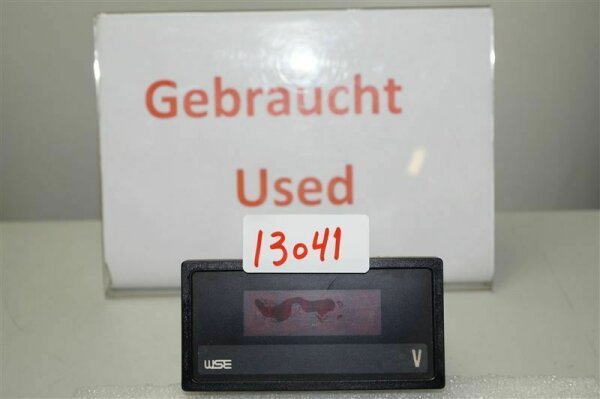 Gebraucht
Used
13041
WSE V